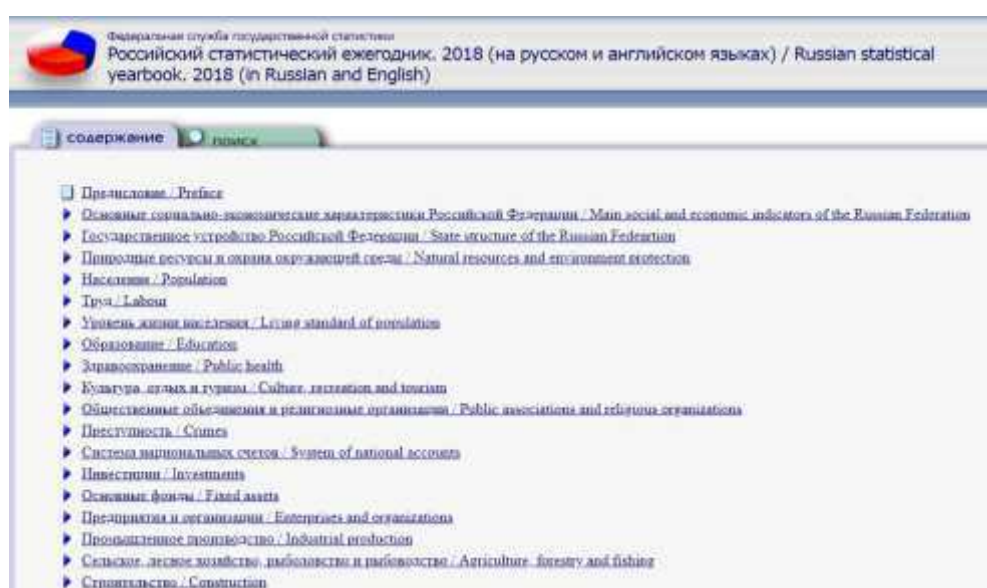 Федеральная служба государственной статистики
Российский статистический ежегодник. 2018 (на русском и английском языках) / Russian statistical
yearbook. 2018 (in Russian and English)
содержание поиск
Предисловие / Preface
Основные социально-экономические характеристики Российской Федерации / Main social and economic indicators of the Russian Federation
Государственное устройство Российской Федерации / State structure of the Russian Federation
Природные ресурсы и охрана окружающей среды / Natural resources and environment protection
Население / Population
Труд / Labour
Уровень жизни населения / Living standard of population
Образование / Education
Здравоохранение / Public health
Культура, отдых и туризм / Culture, recreation and tourism
Общественные объединения и религиозные организации / Public associations and religious organizations
Преступность / Crimes
Система национальных счетов / System of national accounts
Инвестиции / Investments
Основные фонды / Fixed assets
Предприятия и организации / Enterprises and organizations
Промышленное производство / Industrial production
Сельское, лесное хозяйство, рыболовство и рыбоводство / Agriculture, forestry and fishing
Строительство / Construction